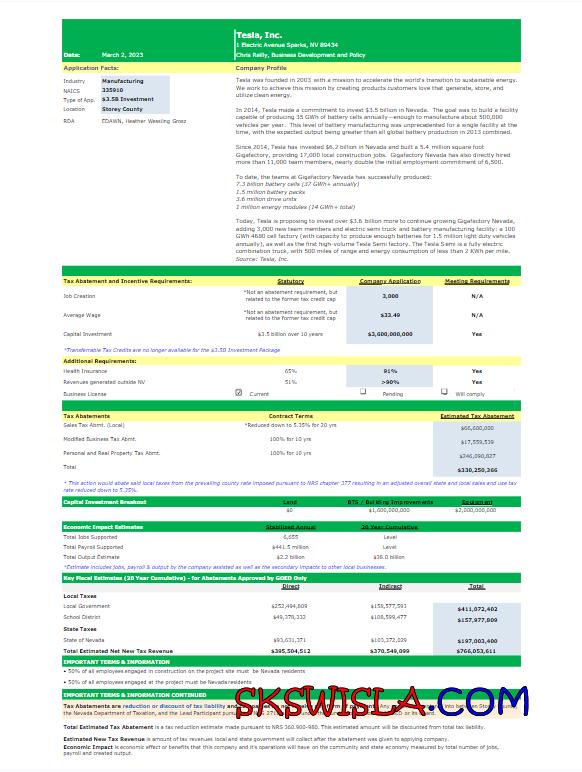 Tesla, Inc.
1 Electric Avenue Sparks, NV 89434
Date: March 2, 2023 Chris Reilly, Business Development and Policy
Application Facts: Company Profile
Industry Manufacturing
NAICS 335910
Type of App. $3.5B Investment
Location Storey County
RDA EDAWN, Heather Wessling Grosz
Tesla was founded in 2003 with a mission to accelerate the world's transition to sustainable energy.
We work to achieve this mission by creating products customers love that generate, store, and
utilize clean energy.
In 2014, Tesla made a commitment to invest $3.5 billion in Nevada. The goal was to build a facility
capable of producing 35 GWh of battery cells annually—enough to manufacture about 500,000
vehicles per year. This level of battery manufacturing was unprecedented for a single facility at the
time, with the expected output being greater than all global battery production in 2013 combined.
Since 2014, Tesla has invested $6.2 billion in Nevada and built a 5.4 million square foot
Gigafactory, providing 17,000 local construction jobs. Gigafactory Nevada has also directly hired
more than 11,000 team members, nearly double the initial employment commitment of 6,500.
To date, the teams at Gigafactory Nevada has successfully produced:
7.3 billion battery cells (37 GWh+ annually)
1.5 million battery packs
3.6 million drive units
1 million energy modules (14 GWh+ total)
Today, Tesla is proposing to invest over $3.6 billion more to continue growing Gigafactory Nevada,
adding 3,000 new team members and electric semi truck and battery manufacturing facility: a 100
GWh 4680 cell factory (with capacity to produce enough batteries for 1.5 million light duty vehicles
annually), as well as the first high-volume Tesla Semi factory. The Tesla Semi is a fully electric
combination truck, with 500 miles of range and energy consumption of less than 2 KWh per mile.
Source: Tesla, Inc.
Tax Abatement and Incentive Requirements: Statutory Company Application Meeting Requirements
Job Creation *Not an abatement requirement, but related to the former tax credit cap 3,000 N/A
Average Wage *Not an abatement requirement, but related to the former tax credit cap $33.49 N/A
Capital Investment $3.5 billion over 10 years $3,600,000,000 Yes
*Transferrable Tax Credits are no longer available for the $3.5B Investment Package
Additional Requirements:
Health Insurance 65% 91% Yes
Revenues generated outside NV 51% >90% Yes
Business License Current Pending Will comply
Tax Abatements Contract Terms Estimated Tax Abatement
Sales Tax Abmt. (Local) *Reduced down to 5.35% for 20 yrs $66,600,000
Modified Business Tax Abmt. 100% for 10 yrs $17,559,539
Personal and Real Property Tax Abmt. 100% for 10 yrs $246,090,827
Total $330,250,366
* This action would abate said local taxes from the prevailing county rate imposed pursuant to NRS chapter 377 resulting in an adjusted overall state and local sales and use tax
rate reduced down to 5.35%.
Capital Investment Breakout Land BTS / Building Improvements Equipment
$0 $1,600,000,000 $2,000,000,000
Economic Impact Estimates Stabilized Annual 20 Year Cumulative
Total Jobs Supported 6,655 Level
Total Payroll Supported $441.5 million Level
Total Output Estimate $2.2 billion $39.0 billion
*Estimate includes jobs, payroll & output by the company assisted as well as the secondary impacts to other local businesses.
Key Fiscal Estimates (20 Year Cumulative) - for Abatements Approved by GOED Only
Direct Indirect Total
Local Taxes
Local Government $252,494,809 $158,577,593 $411,072,402
School District $49,378,332 $108,599,477 $157,977,809
State Taxes
State of Nevada $93,631,371 $103,372,029 $197,003,400
Total Estimated Net New Tax Revenue $395,504,512 $370,549,099 $766,053,611
IMPORTANT TERMS & INFORMATION
• 50% of all employees engaged in construction on the project site must be Nevada residents
• 50% of all employees engaged at the project must be Nevada residents
IMPORTANT TERMS & INFORMATION CONTINUED
Tax Abatements are reduction or discount of tax liability and
the Nevada Department of Taxation, and the Lead Participant
SKSWISLA.COM
Total Estimated Tax Abatement is a tax reduction estimate made pursuant to NRS 360.900-980. This estimated amount will be discounted from total tax liability.
Estimated New Tax Revenue is amount of tax revenues local and state government will collect after the abatement was given to applying company.
Economic Impact is economic effect or benefits that this company and it's operations will have on the community and state economy measured by total number of jobs,
payroll and created output.